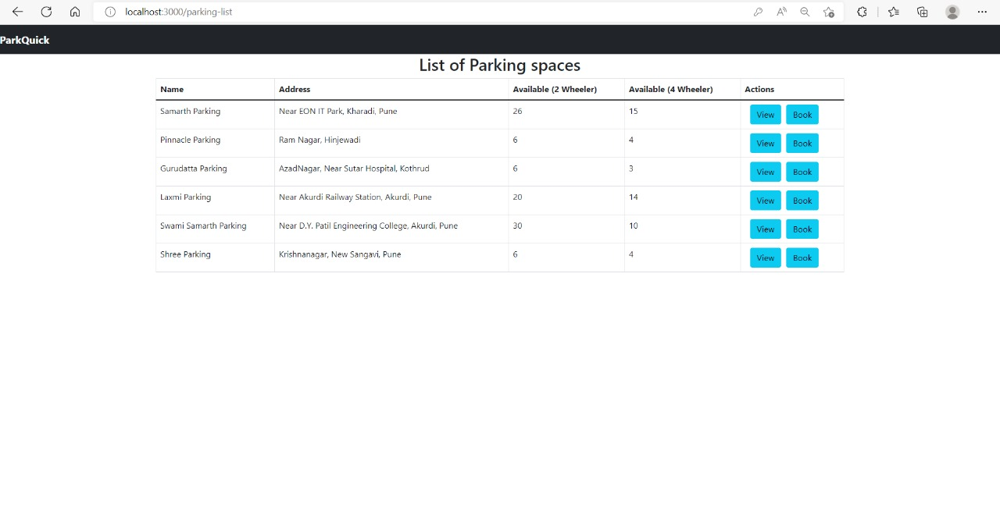 localhost:3000/parking-list
ParkQuick
List of Parking spaces
Name Address Available (2 Wheeler) Available (4 Wheeler) Actions
Samarth Parking Near EON IT Park, Kharadi, Pune 26 15 View Book
Pinnacle Parking Ram Nagar, Hinjewadi 6 4 View Book
Gurudatta Parking AzadNagar, Near Sutar Hospital, Kothrud 6 3 View Book
Laxmi Parking Near Akurdi Railway Station, Akurdi, Pune 20 14 View Book
Swami Samarth Parking Near D.Y. Patil Engineering College, Akurdi, Pune 30 10 View Book
Shree Parking Krishnanagar, New Sangavi, Pune 6 4 View Book